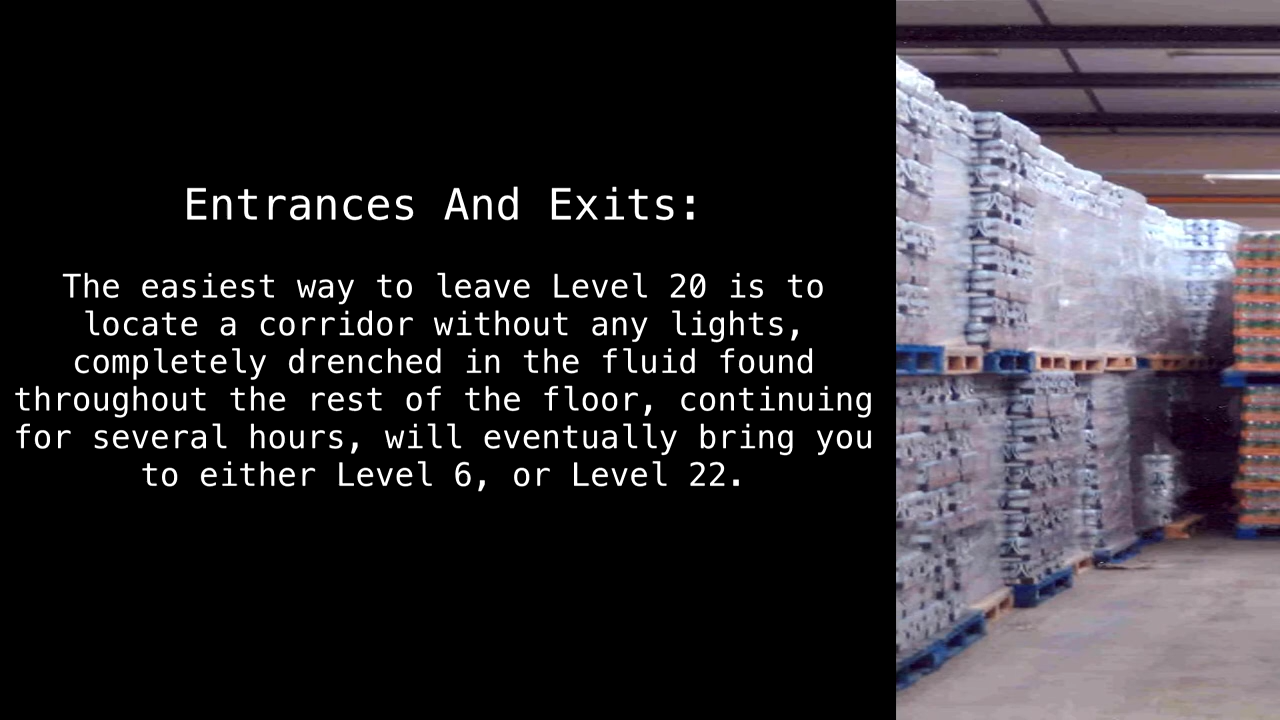 Entrances And Exits:
The easiest way to leave Level 20 is to
locate a corridor without any lights,
completely drenched in the fluid found
throughout the rest of the floor, continuing
for several hours, will eventually bring you
to either Level 6, or Level 22.